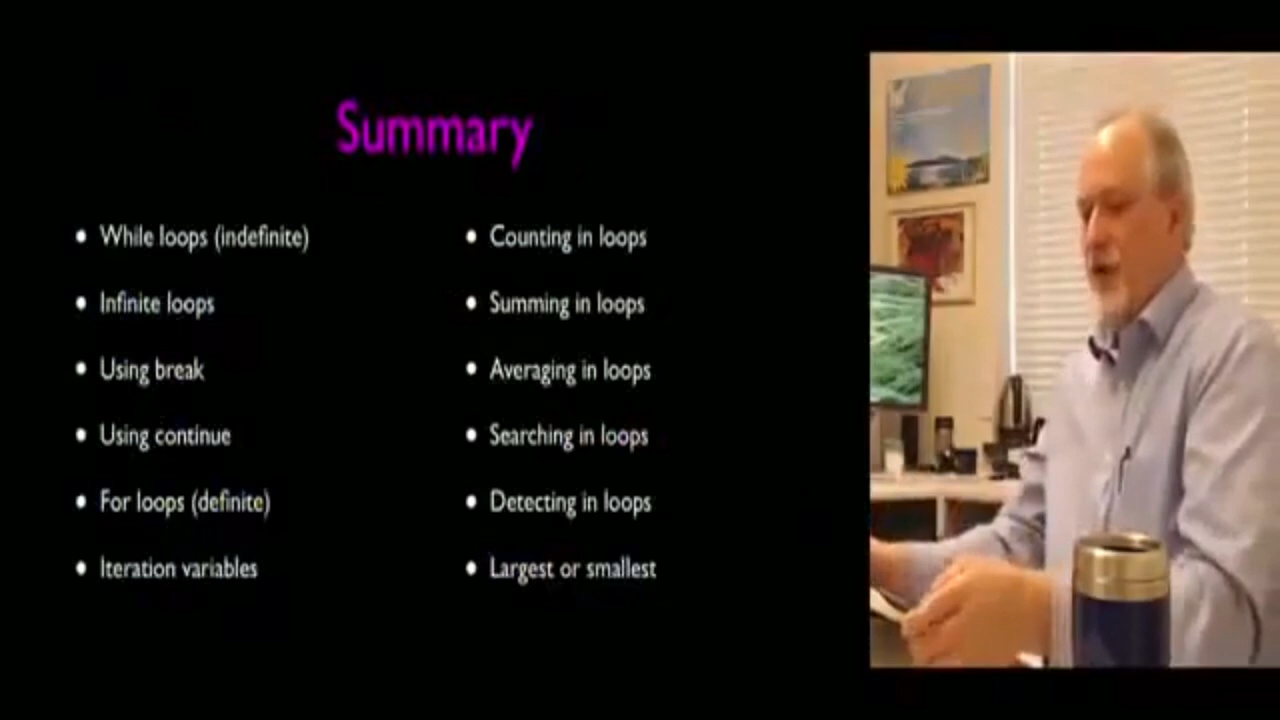 Summary
While loops (indefinite)
Infinite loops
Using break
Using continue
For loops (definite)
Iteration variables
Counting in loops
Summing in loops
Averaging in loops
Searching in loops
Detecting in loops
Largest or smallest